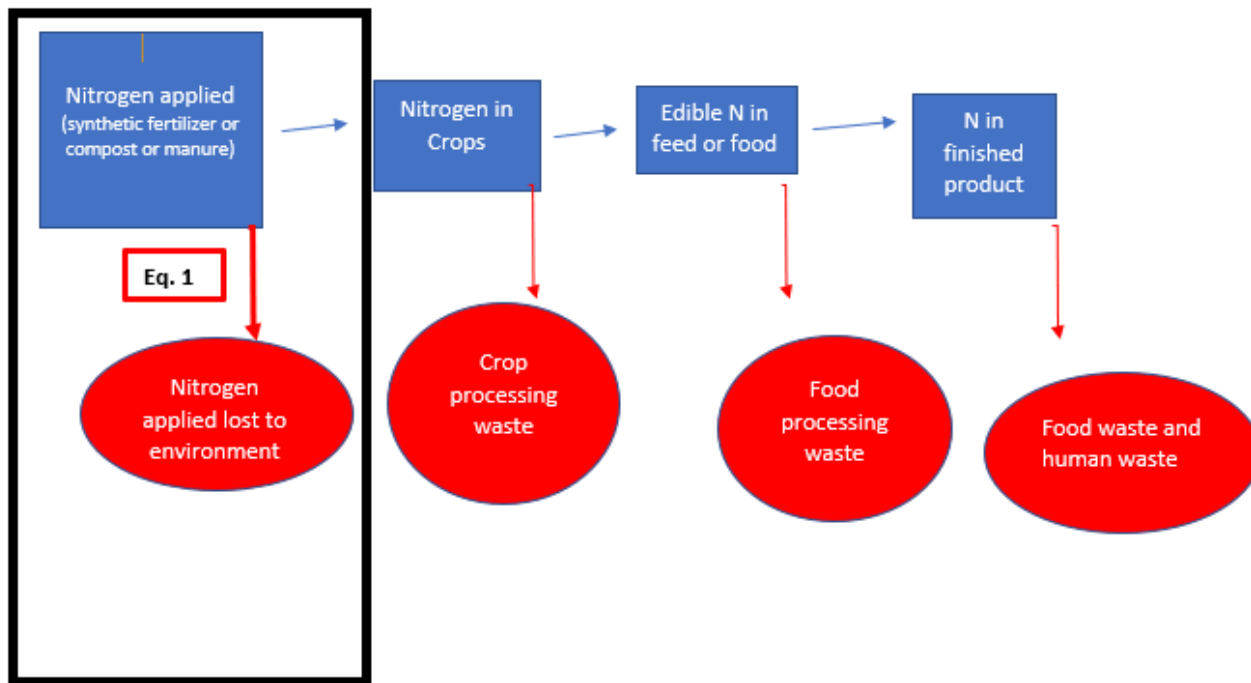 Nitrogen applied
(synthetic fertilizer or
compost or manure)
Nitrogen in
Crops
Edible N in
feed or food
N in
finished
product
Eq. 1
Nitrogen
applied lost to
environment
Crop
processing
waste
Food
processing
waste
Food waste and
human waste